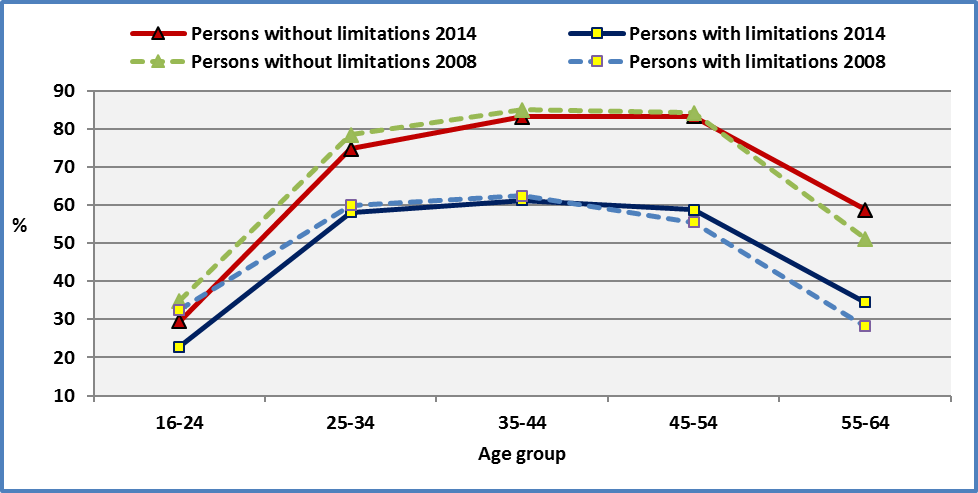 Persons without limitations 2014 Persons with limitations 2014
Persons without limitations 2008 Persons with limitations 2008
90
80
70
60
50
40
30
20
10
%
16-24 25-34 35-44 45-54 55-64
Age group